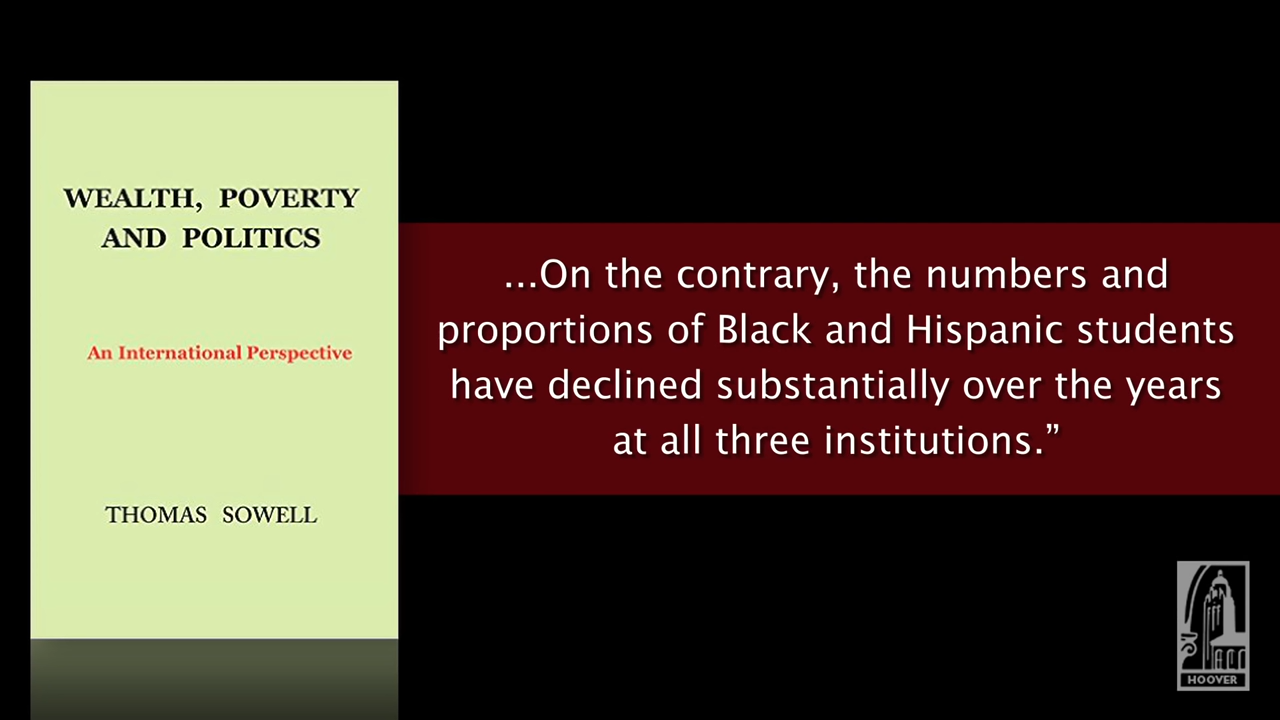 WEALTH, POVERTY
AND POLITICS
An International Perspective
THOMAS SOWELL
...On the contrary, the numbers and
proportions of Black and Hispanic students
have declined substantially over the years
at all three institutions.”
HOOVER